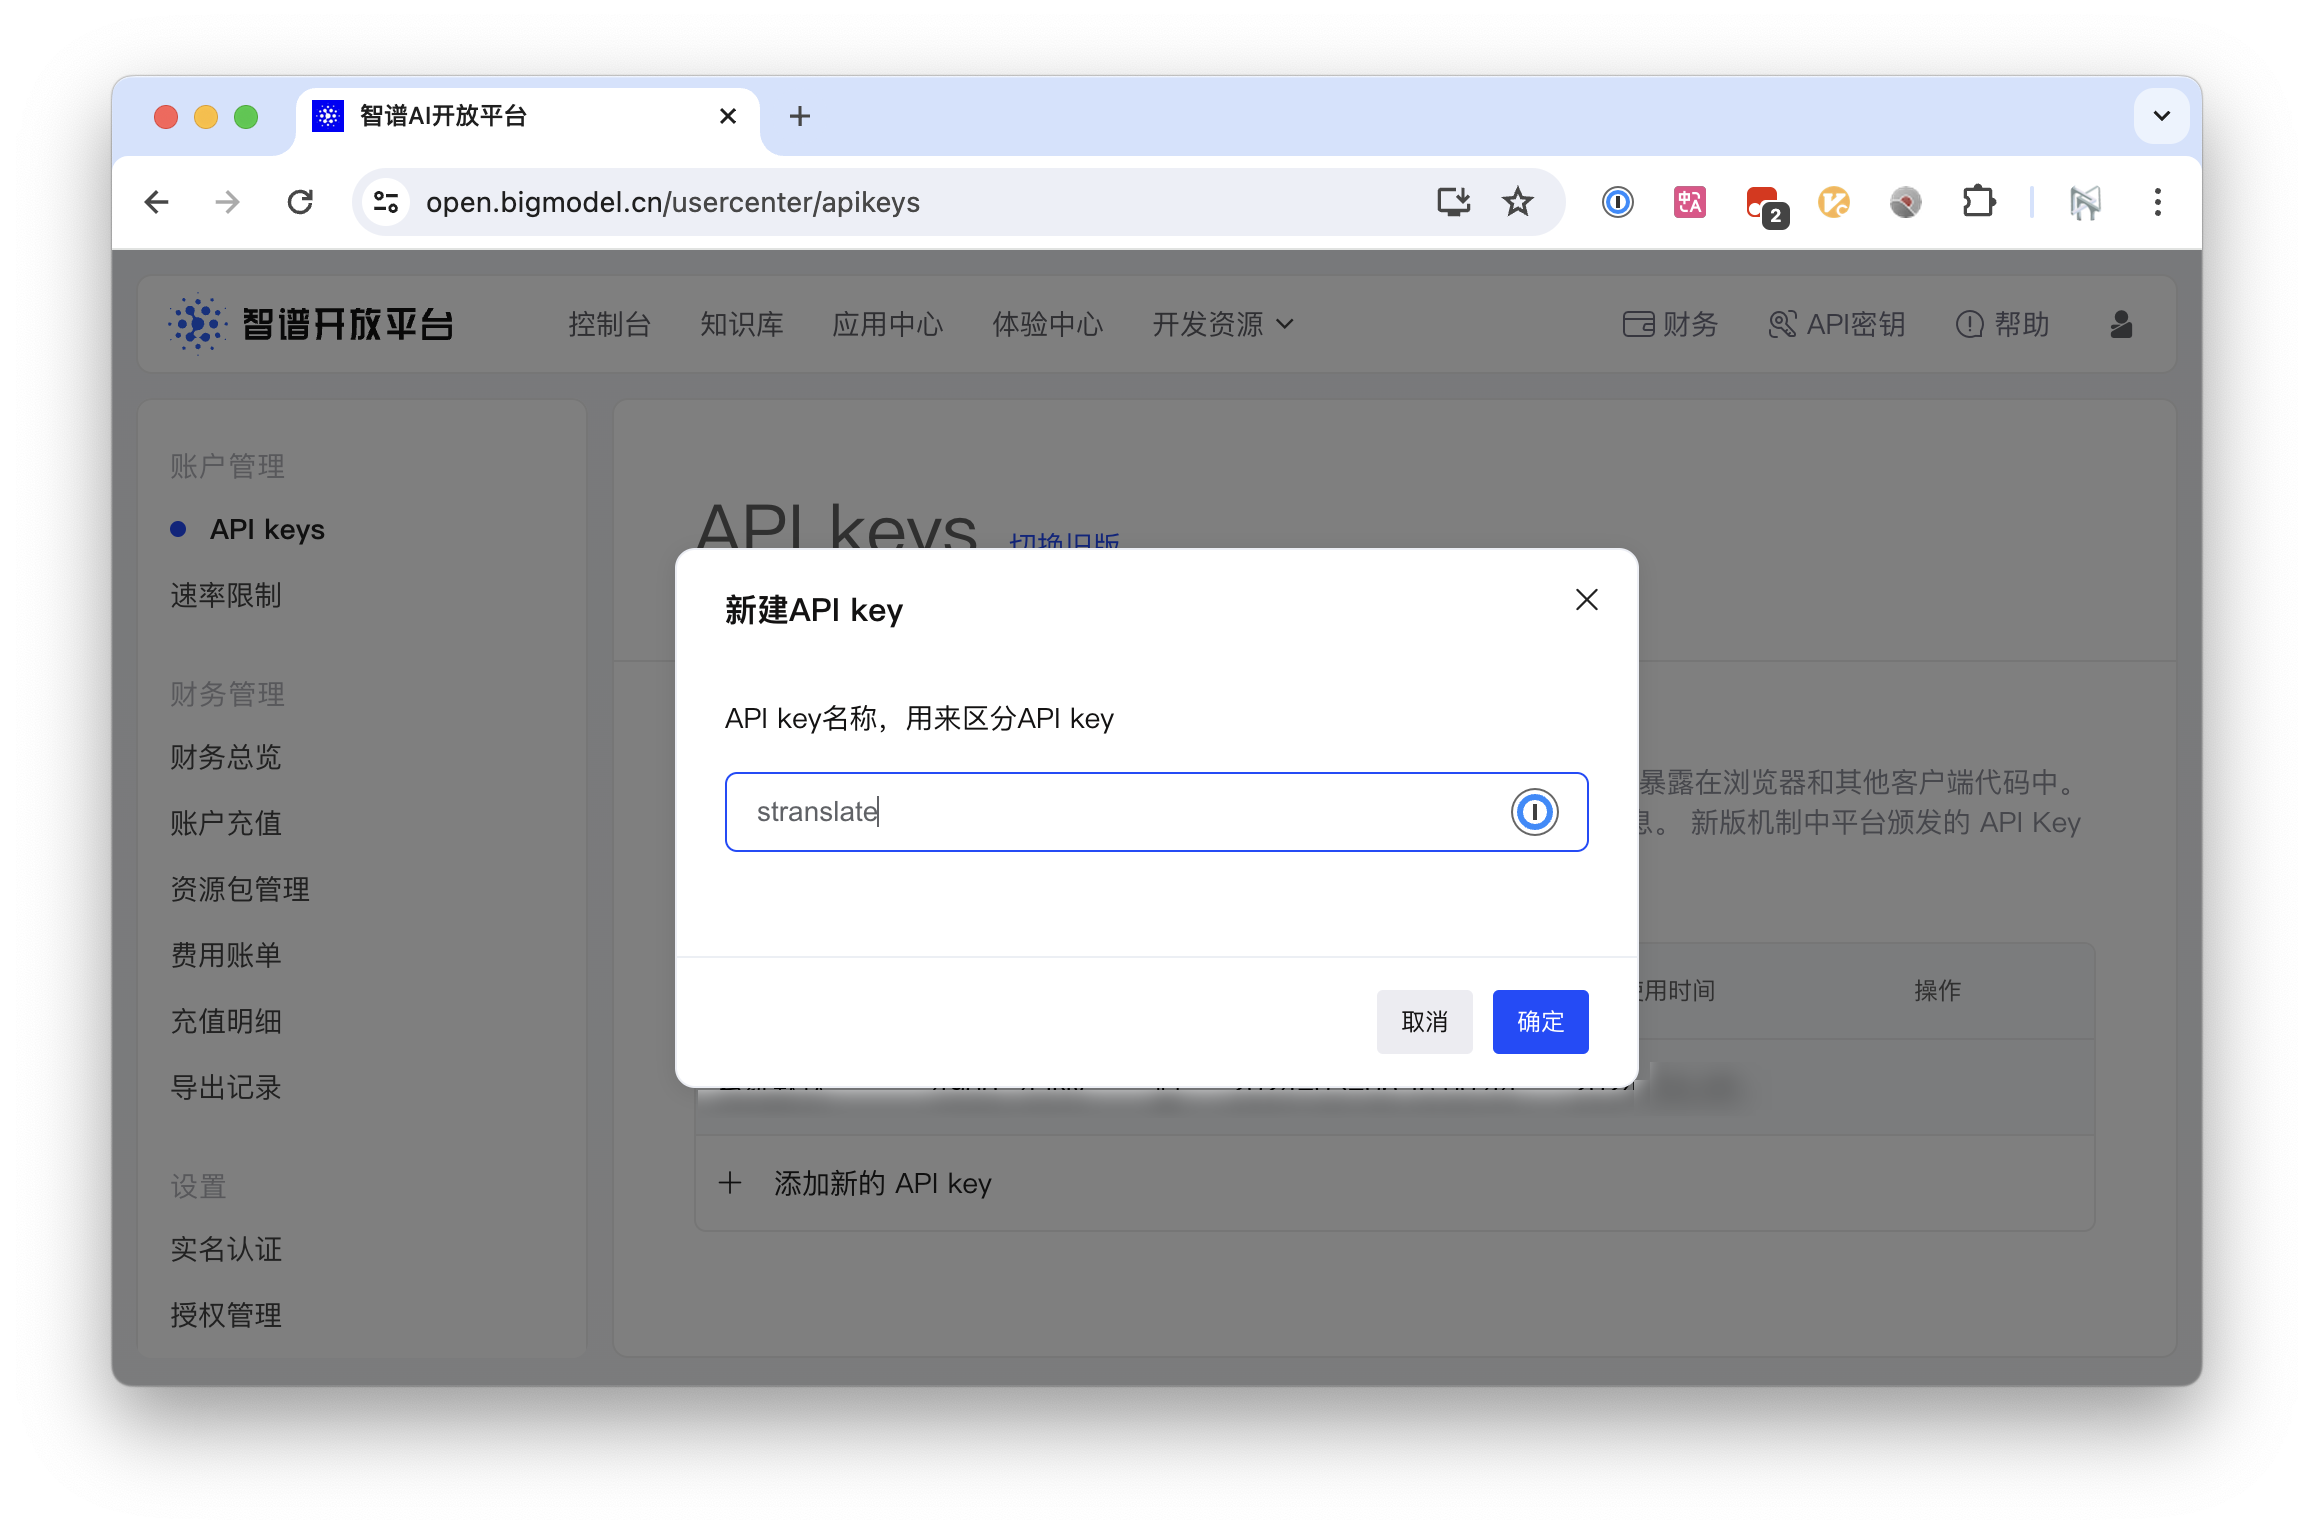 智谱AI开放平台
open.bigmodel.cn/usercenter/apikeys
2
智谱开放平台 控制台 知识库 应用中心 体验中心 开发资源 财务 API密钥 帮助
账户管理
API keys
速率限制
财务管理
财务总览
账户充值
资源包管理
费用账单
充值明细
导出记录
设置
实名认证
授权管理
API keys 切换旧版
新建API key
API key名称，用来区分API key
stranslate
取消 确定
暴露在浏览器和其他客户端代码中。
息。 新版机制中平台颁发的 API Key
使用时间 操作
添加新的 API key